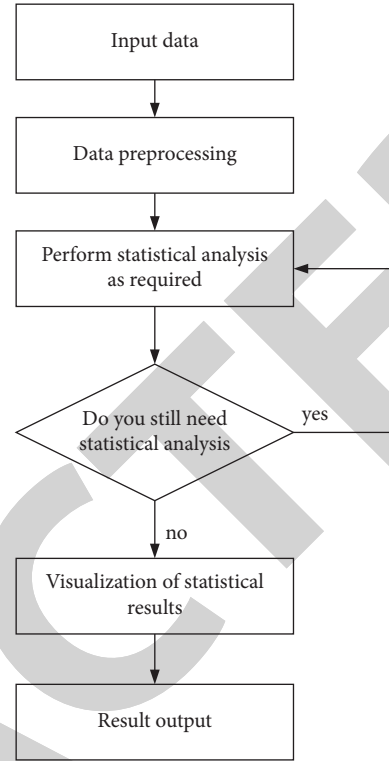 Input data
Data preprocessing
Perform statistical analysis
as required
Do you still need
statistical analysis
yes
no
Visualization of statistical
results
Result output